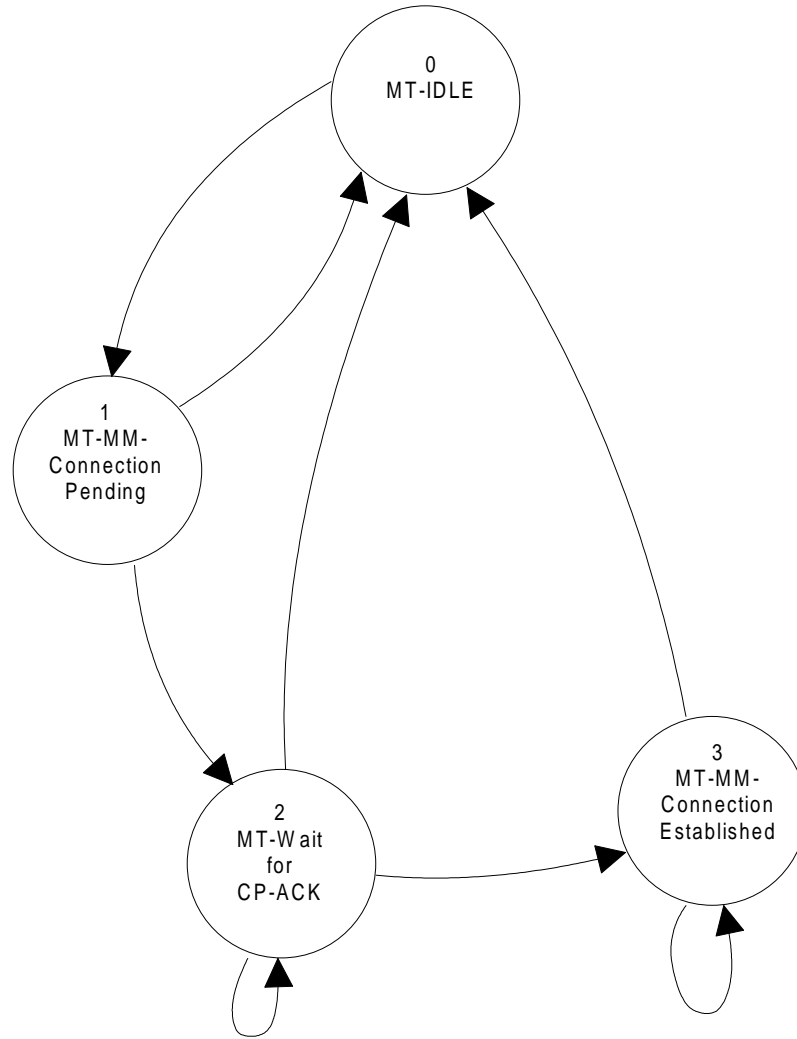 0
MT-IDLE
1
MT-MM-
Connection
Pending
2
MT-Wait
for
CP-ACK
3
MT-MM-
Connection
Established